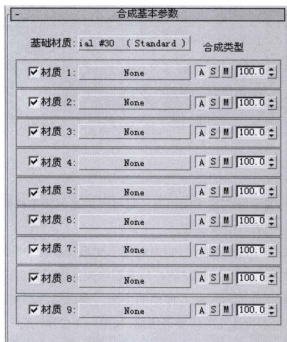 - 合成基本参数
基础材质: ial #30 ( Standard ) 合成类型
材质 1: None A S M 100.0
材质 2: None A S M 100.0
材质 3: None A S M 100.0
材质 4: None A S M 100.0
材质 5: None A S M 100.0
材质 6: None A S M 100.0
材质 7: None A S M 100.0
材质 8: None A S M 100.0
材质 9: None A S M 100.0